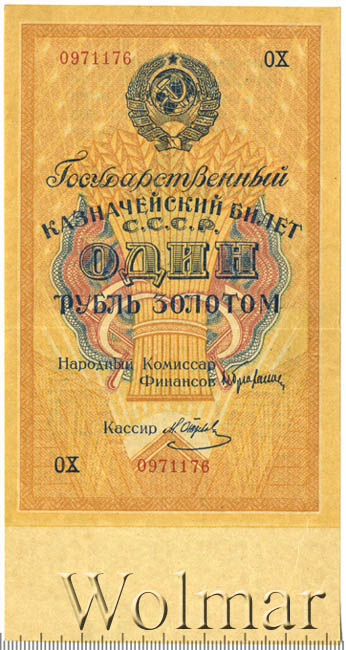 0971176 ОХ
Государственный
КАЗНАЧЕЙСКИЙ БИЛЕТ
С.С.С.Р.
ОДИН
РУБЛЬ ЗОЛОТОМ
Народный Комиссар
Финансов
Кассир
ОХ 0971176
Wolmar